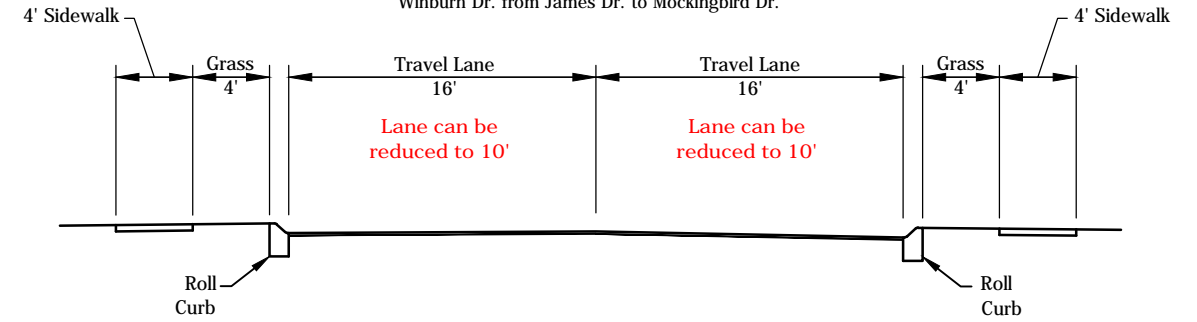 Winburn Dr. from James Dr. to Mockingbird Dr.
4' Sidewalk
4' Sidewalk
Grass
4'
Travel Lane
16'
Travel Lane
16'
Grass
4'
Lane can be
reduced to 10'
Lane can be
reduced to 10'
Roll
Curb
Roll
Curb